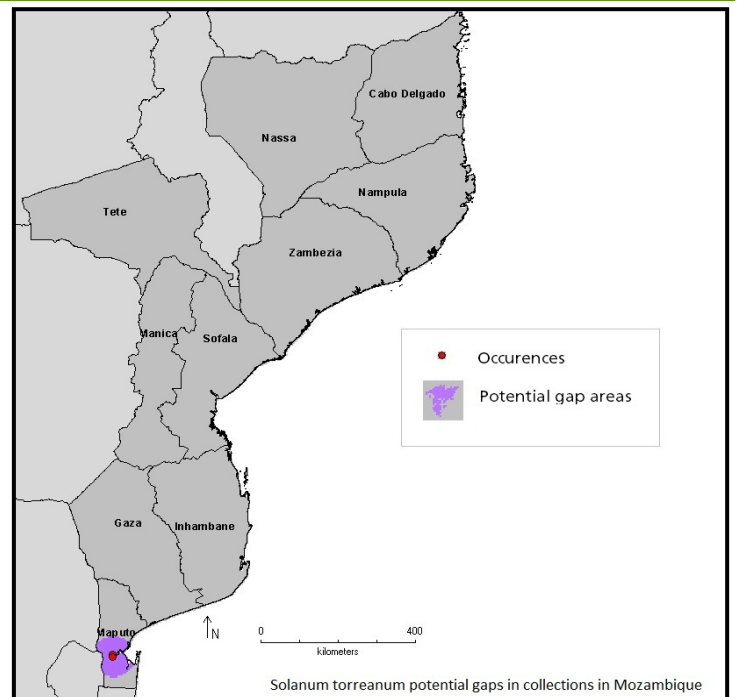 Cabo Delgado
Nassa
Nampula
Tete
Zambezia
Manica
Sofala
Occurences
Potential gap areas
Gaza
Inhambane
Maputo
N
0 400
kilometers
Solanum torreanum potential gaps in collections in Mozambique